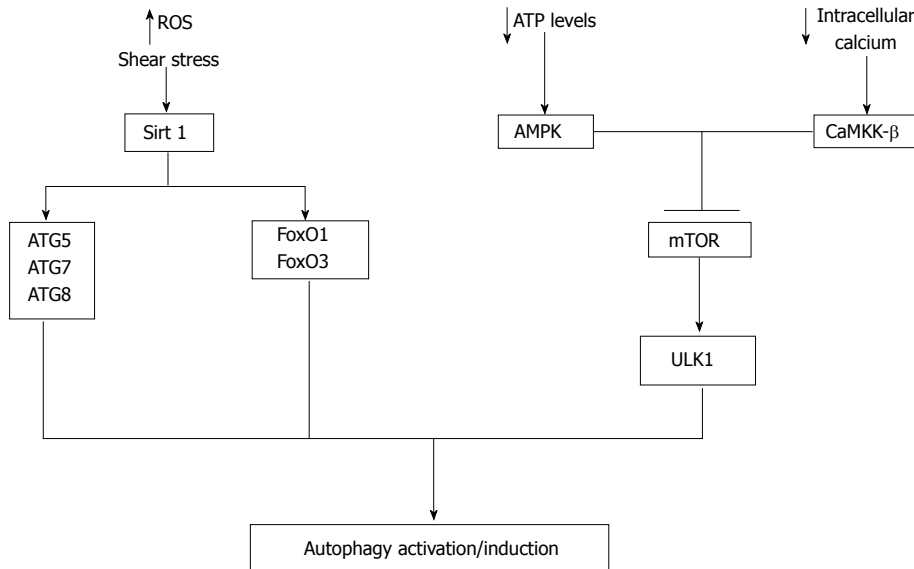 ROS
Shear stress
Sirt 1
ATG5
ATG7
ATG8
FoxO1
FoxO3
ATP levels
AMPK
Intracellular
calcium
CaMKK-β
mTOR
ULK1
Autophagy activation/induction